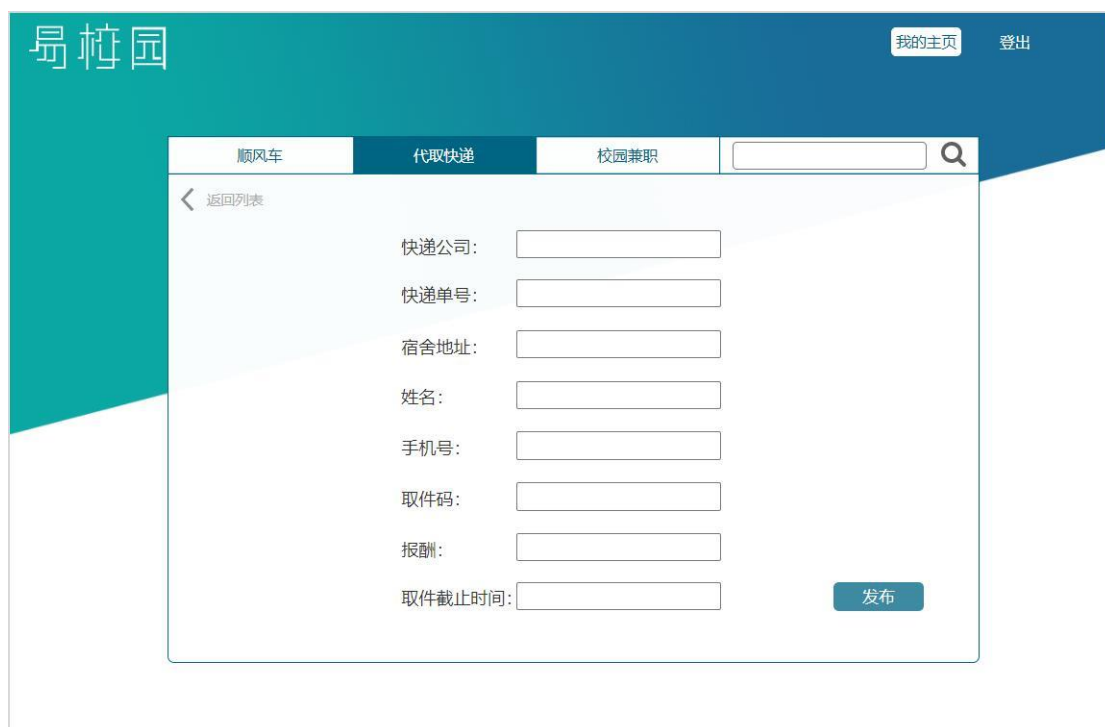 易校园
我的主页 登出
顺风车 代取快递 校园兼职
返回列表
快递公司：
快递单号：
宿舍地址：
姓名：
手机号：
取件码：
报酬：
取件截止时间：
发布